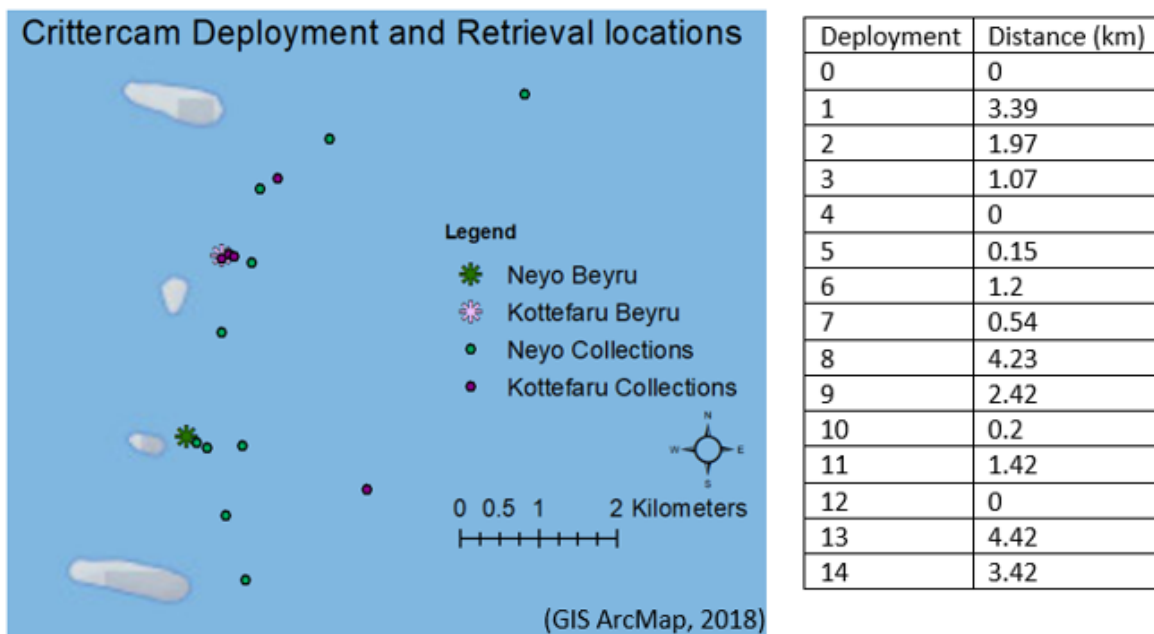 Crittercam Deployment and Retrieval locations
Legend
Neyo Beyru
Kottefaru Beyru
Neyo Collections
Kottefaru Collections
N
W E
S
0 0.5 1 2 Kilometers
(GIS ArcMap, 2018)
Deployment Distance (km)
0 0
1 3.39
2 1.97
3 1.07
4 0
5 0.15
6 1.2
7 0.54
8 4.23
9 2.42
10 0.2
11 1.42
12 0
13 4.42
14 3.42